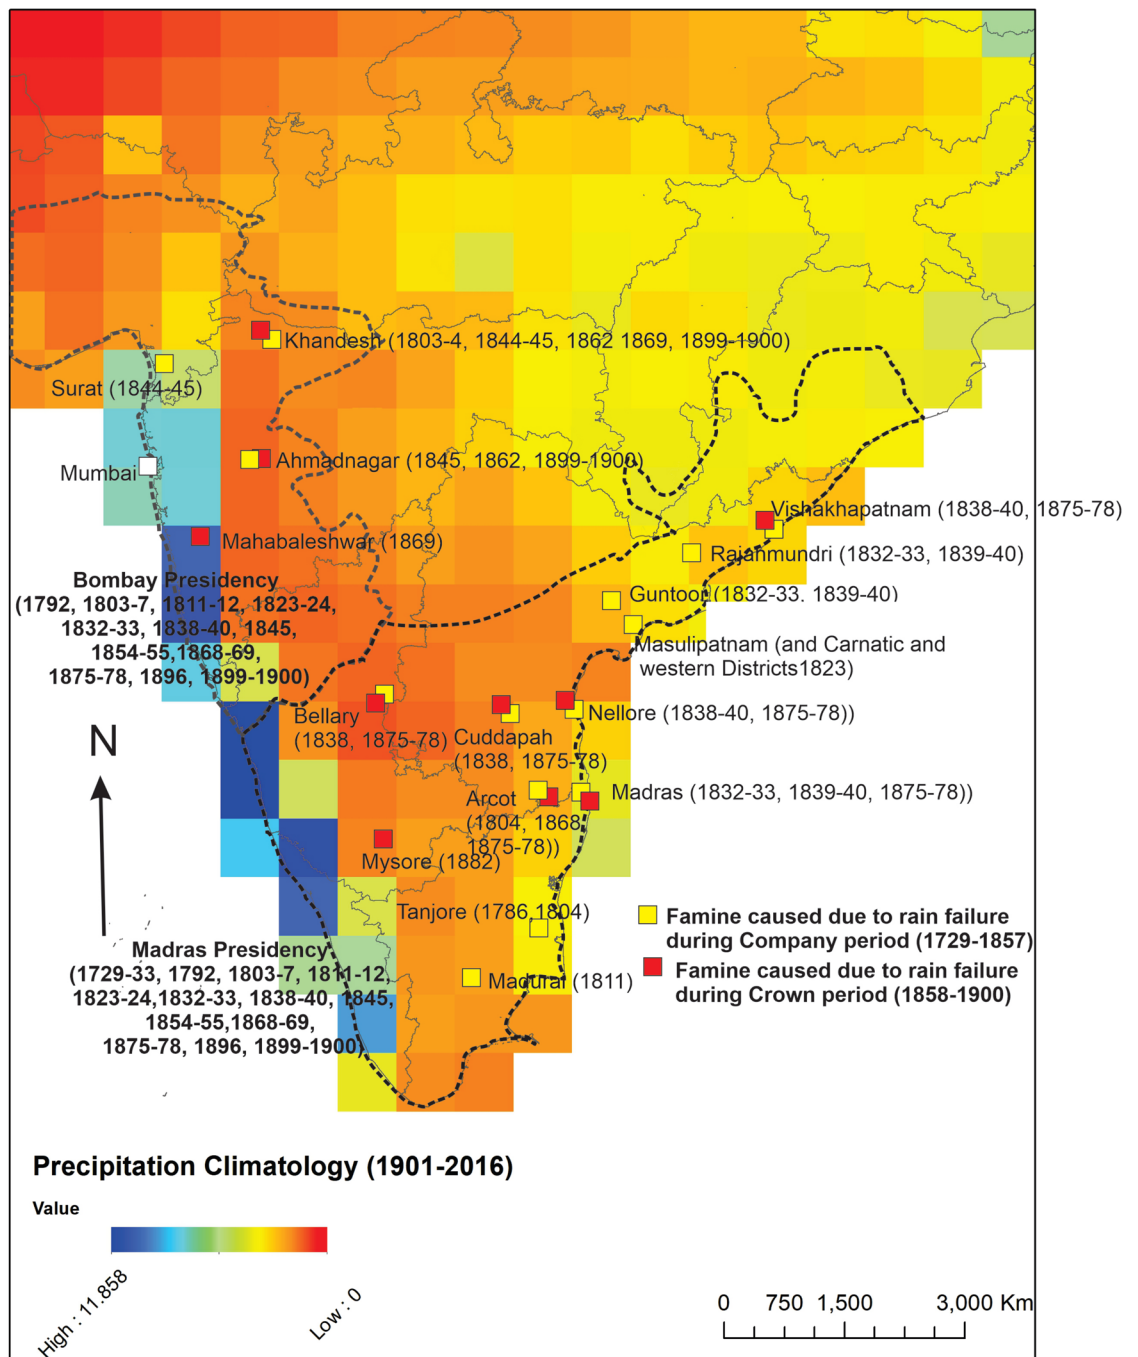 Khandesh (1803-4, 1844-45, 1862 1869, 1899-1900)
Surat (1844-45)
Mumbai
Ahmadnagar (1845, 1862, 1899-1900)
Vishakhapatnam (1838-40, 1875-78)
Mahabaleshwar (1869)
Rajahmundri (1832-33, 1839-40)
Bombay Presidency
(1792, 1803-7, 1811-12, 1823-24,
1832-33, 1838-40, 1845,
1854-55,1868-69,
1875-78, 1896, 1899-1900)
Guntoor (1832-33, 1839-40)
Masulipatnam (and Carnatic and
western Districts1823)
Bellary
(1838, 1875-78)
Cuddapah
(1838, 1875-78)
Nellore (1838-40, 1875-78))
N
Arcot
(1804, 1868,
1875-78))
Madras (1832-33, 1839-40, 1875-78))
Mysore (1882)
Tanjore (1786,1804)
Madurai (1811)
Madras Presidency
(1729-33, 1792, 1803-7, 1811-12,
1823-24,1832-33, 1838-40, 1845,
1854-55,1868-69,
1875-78, 1896, 1899-1900)
Famine caused due to rain failure
during Company period (1729-1857)
Famine caused due to rain failure
during Crown period (1858-1900)
Precipitation Climatology (1901-2016)
Value
High : 11.858
Low : 0
0 750 1,500 3,000 Km